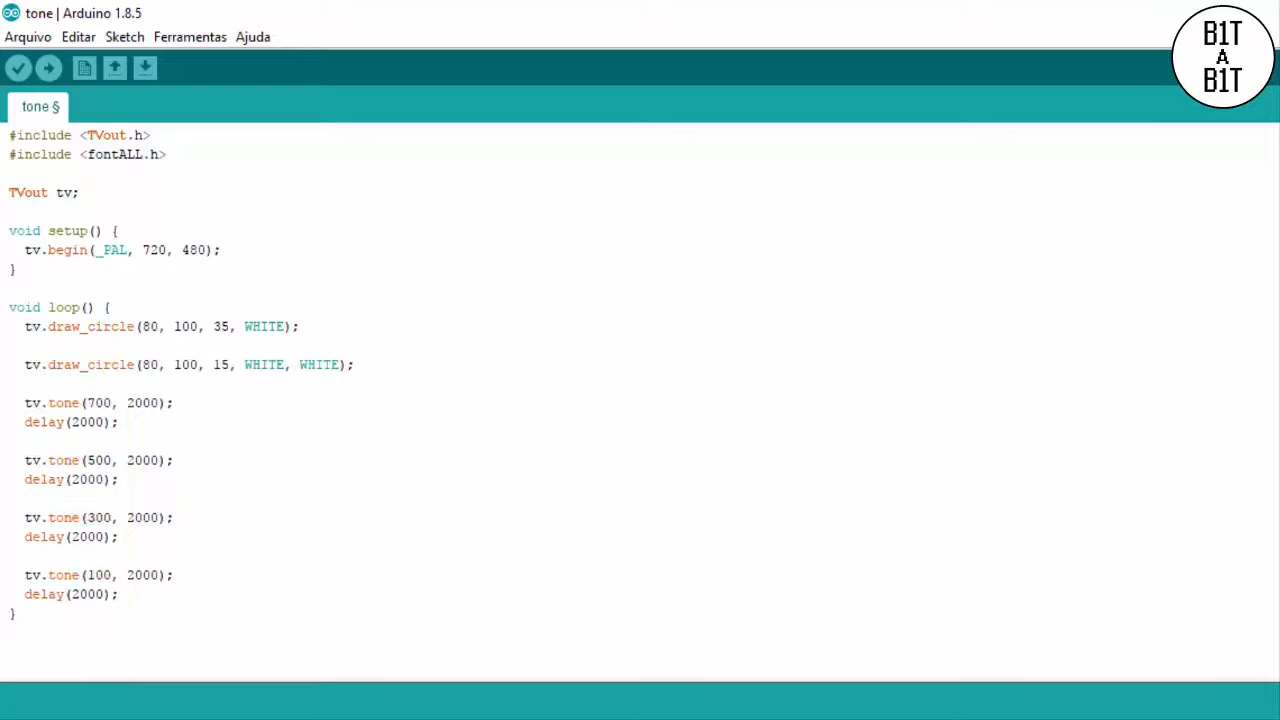 tone | Arduino 1.8.5
Arquivo Editar Sketch Ferramentas Ajuda
B1T
A
B1T
tone §
#include <TVout.h>
#include <fontALL.h>
TVout tv;
void setup() {
  tv.begin(_PAL, 720, 480);
}
void loop() {
  tv.draw_circle(80, 100, 35, WHITE);
  tv.draw_circle(80, 100, 15, WHITE, WHITE);
  tv.tone(700, 2000);
  delay(2000);
  tv.tone(500, 2000);
  delay(2000);
  tv.tone(300, 2000);
  delay(2000);
  tv.tone(100, 2000);
  delay(2000);
}